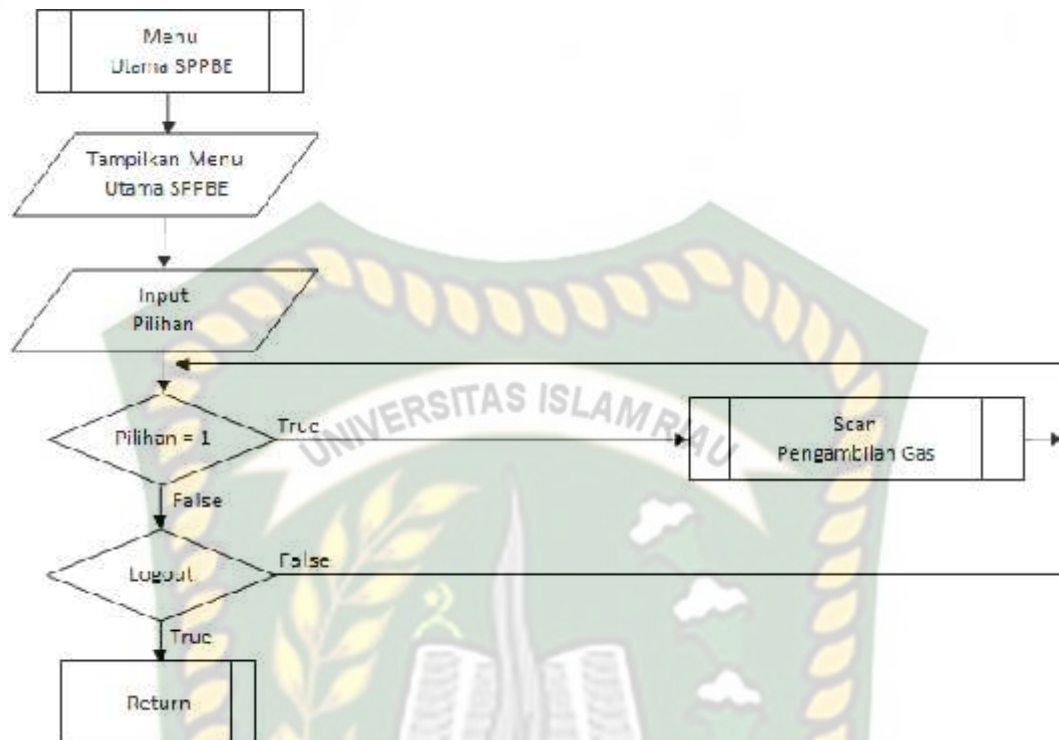 Menu
Utama SPPBE
Tampilkan Menu
Utama SPPBE
Input
Pilihan
UNIVERSITAS ISLAM RIAU
Pilihan = 1
True
Scan
Pengambilan Gas
False
Logout
False
True
Return